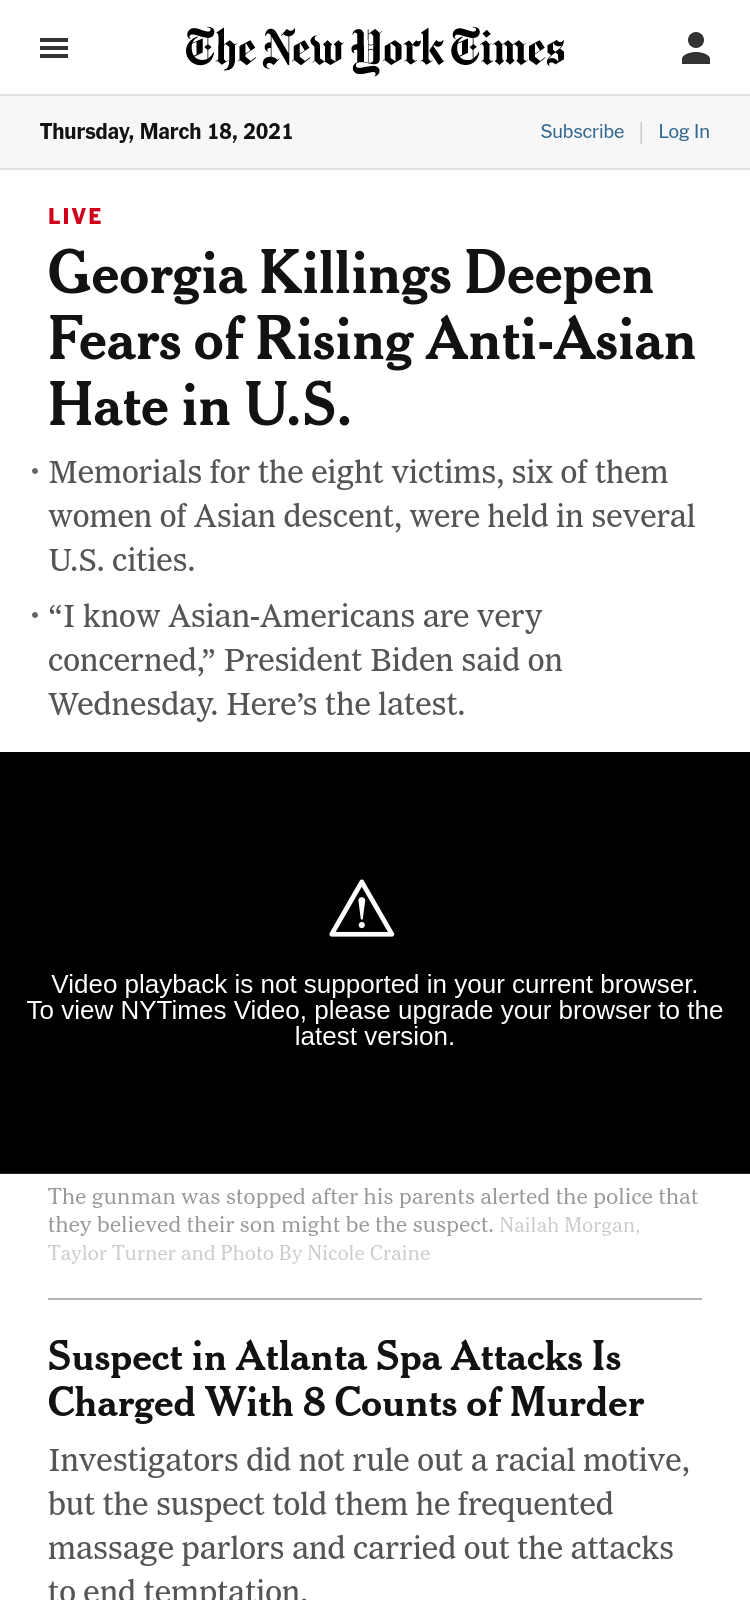 The New York Times
Thursday, March 18, 2021
Subscribe | Log In
LIVE
Georgia Killings Deepen
Fears of Rising Anti-Asian
Hate in U.S.
• Memorials for the eight victims, six of them
women of Asian descent, were held in several
U.S. cities.
• “I know Asian-Americans are very
concerned,” President Biden said on
Wednesday. Here’s the latest.
Video playback is not supported in your current browser.
To view NYTimes Video, please upgrade your browser to the
latest version.
The gunman was stopped after his parents alerted the police that
they believed their son might be the suspect. Nailah Morgan,
Taylor Turner and Photo By Nicole Craine
Suspect in Atlanta Spa Attacks Is
Charged With 8 Counts of Murder
Investigators did not rule out a racial motive,
but the suspect told them he frequented
massage parlors and carried out the attacks
to end temptation.